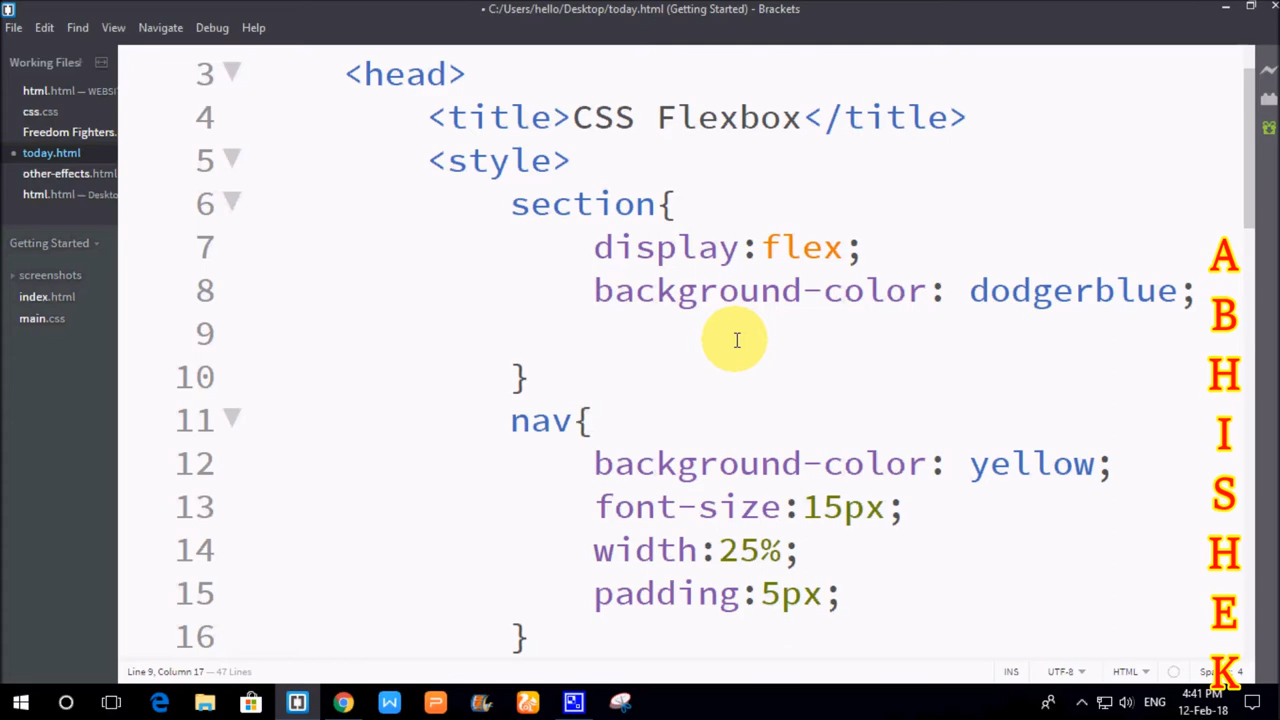 • C:/Users/hello/Desktop/today.html (Getting Started) - Brackets
File Edit Find View Navigate Debug Help
Working Files
html.html — WEBSIT
css.css
Freedom Fighters.
today.html
other-effects.html
html.html — Deskto
Getting Started
screenshots
index.html
main.css
3 <head>
4 <title>CSS Flexbox</title>
5 <style>
6 section{
7 display:flex;
8 background-color: dodgerblue;
9
10 }
11 nav{
12 background-color: yellow;
13 font-size:15px;
14 width:25%;
15 padding:5px;
16 }
A
B
H
I
S
H
E
K
Line 9, Column 17 — 47 Lines
INS UTF-8 HTML Spa 4
ENG
4:41 PM
12-Feb-18